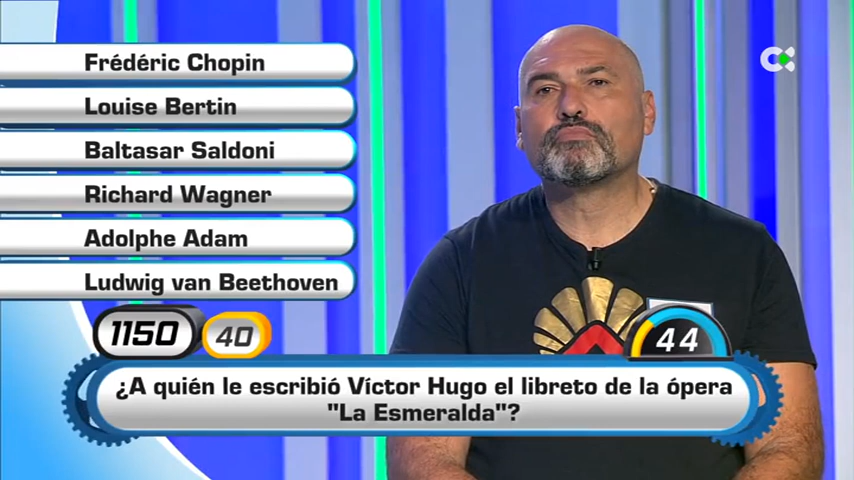 Frédéric Chopin
Louise Bertin
Baltasar Saldoni
Richard Wagner
Adolphe Adam
Ludwig van Beethoven
1150
40
44
¿A quién le escribió Víctor Hugo el libreto de la ópera
"La Esmeralda"?